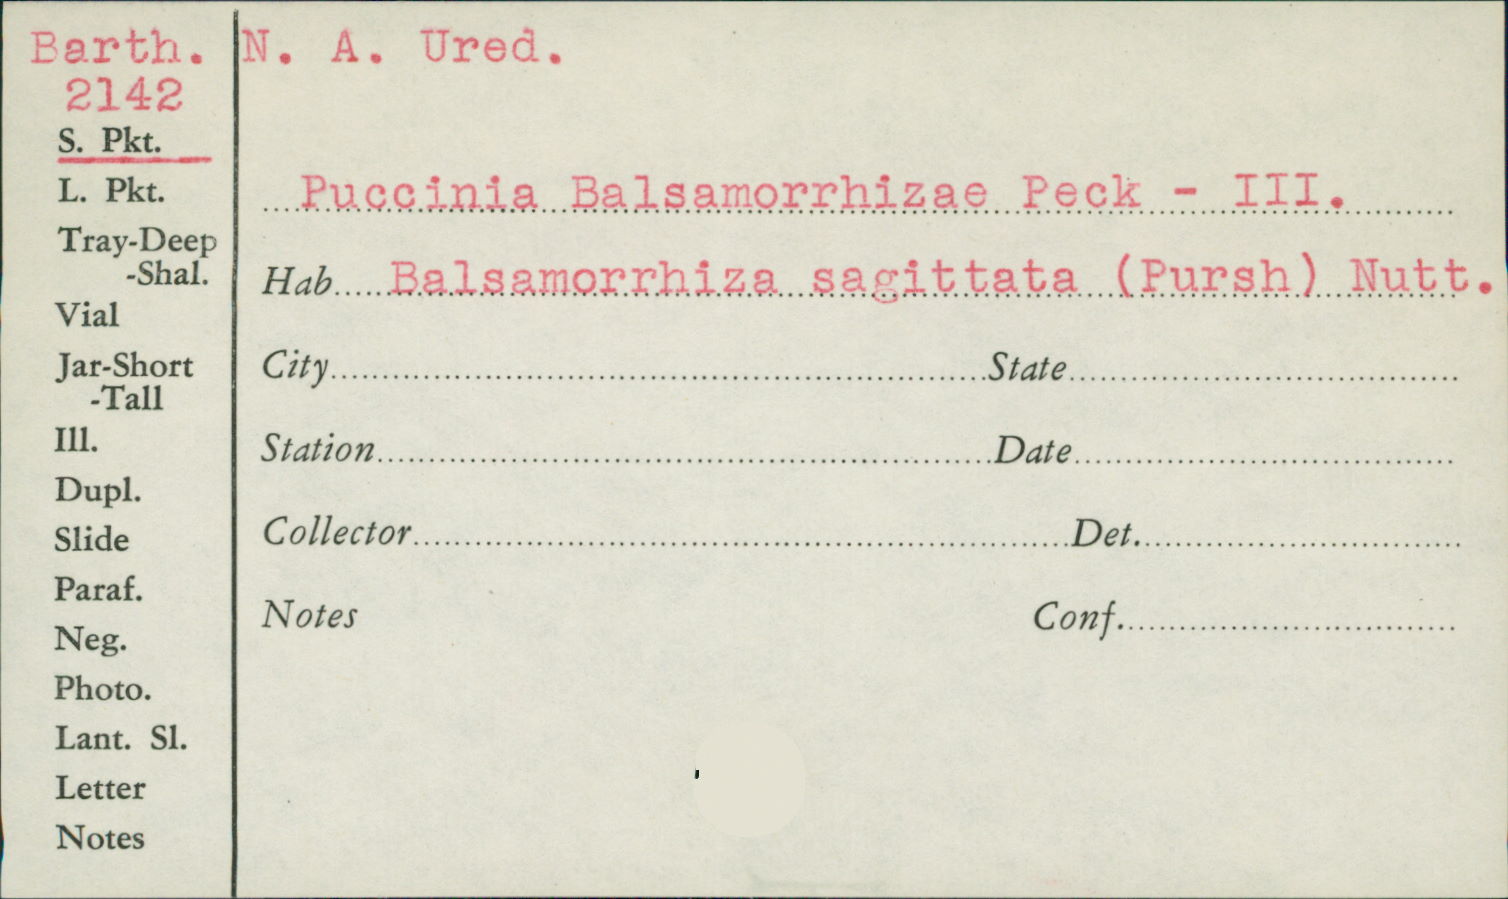 Barth.
2142
S. Pkt.
L. Pkt.
Tray-Deep
-Shal.
Vial
Jar-Short
-Tall
Ill.
Dupl.
Slide
Paraf.
Neg.
Photo.
Lant. Sl.
Letter
Notes
N. A. Ured.
Puccinia Balsamorrhizae Peck - III.
Hab.....Balsamorrhiza sagittata (Pursh) Nutt.
City State
Station Date
Collector Det.
Notes Conf.